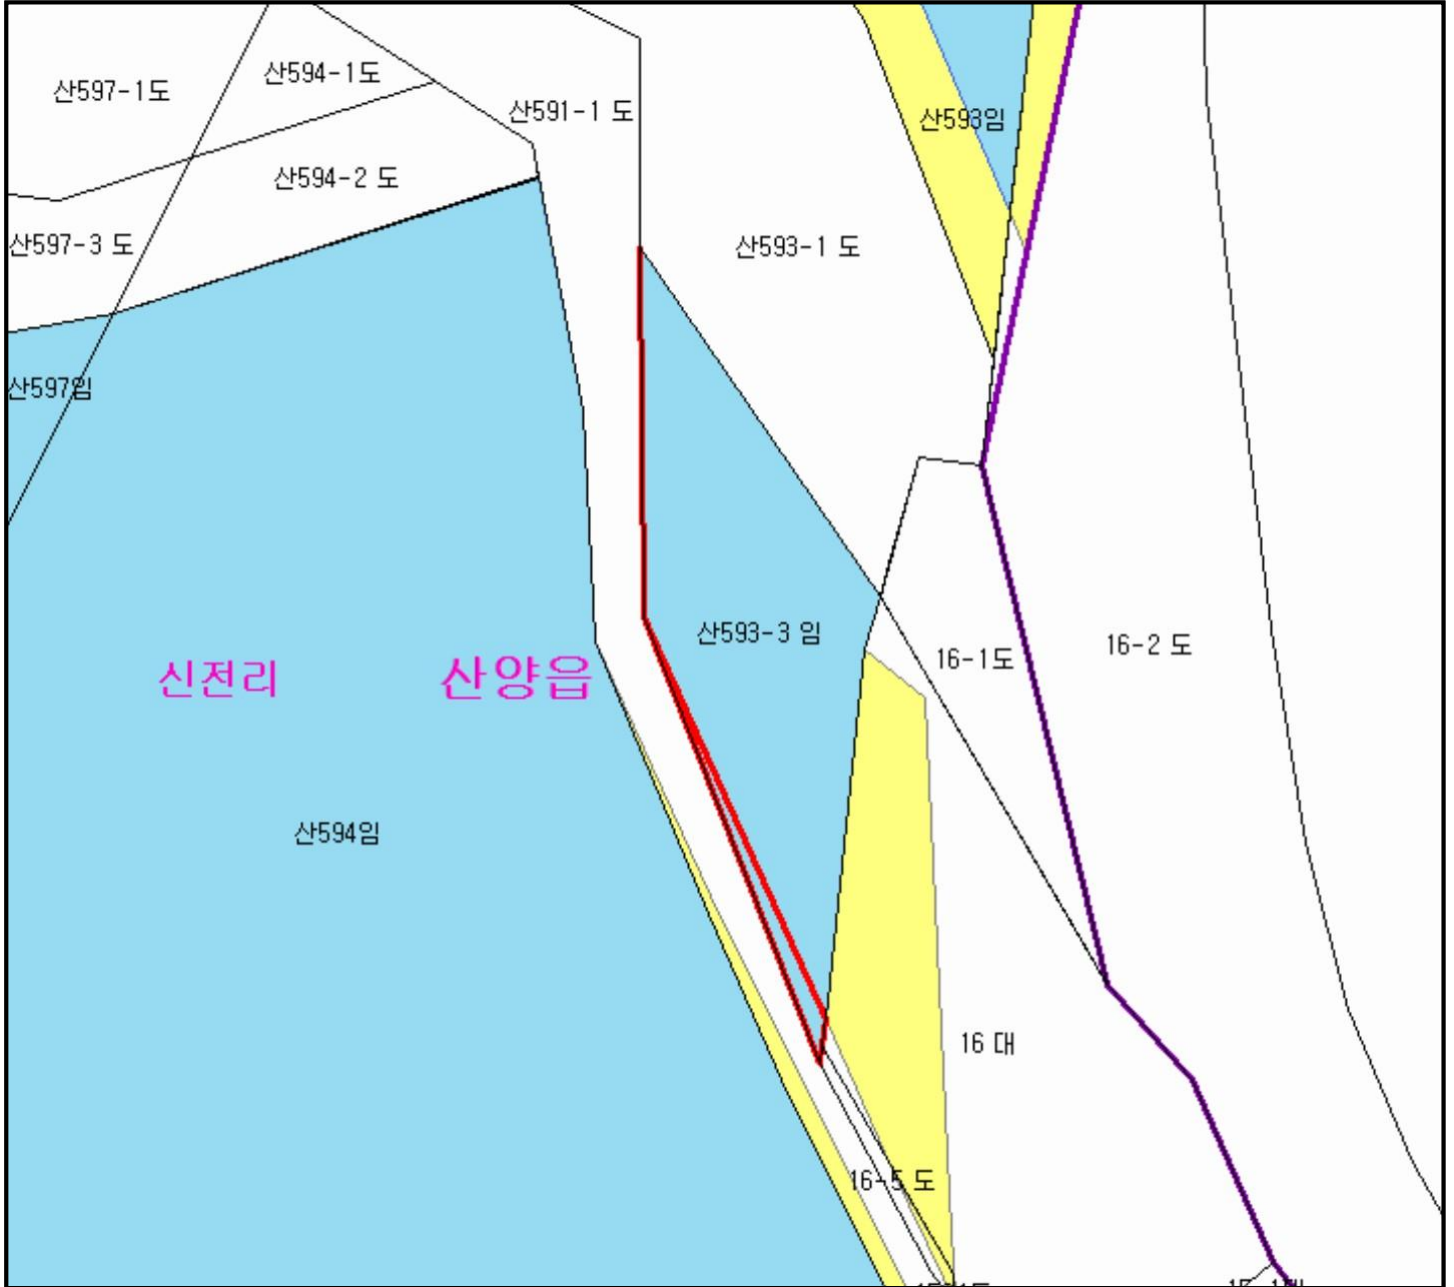 산597-1도
산594-1도
산591-1 도
산593임
산594-2 도
산597-3 도
산593-1 도
산597임
산593-3 임
16-1도
16-2 도
신전리
산양읍
산594임
16 대
16-5 도